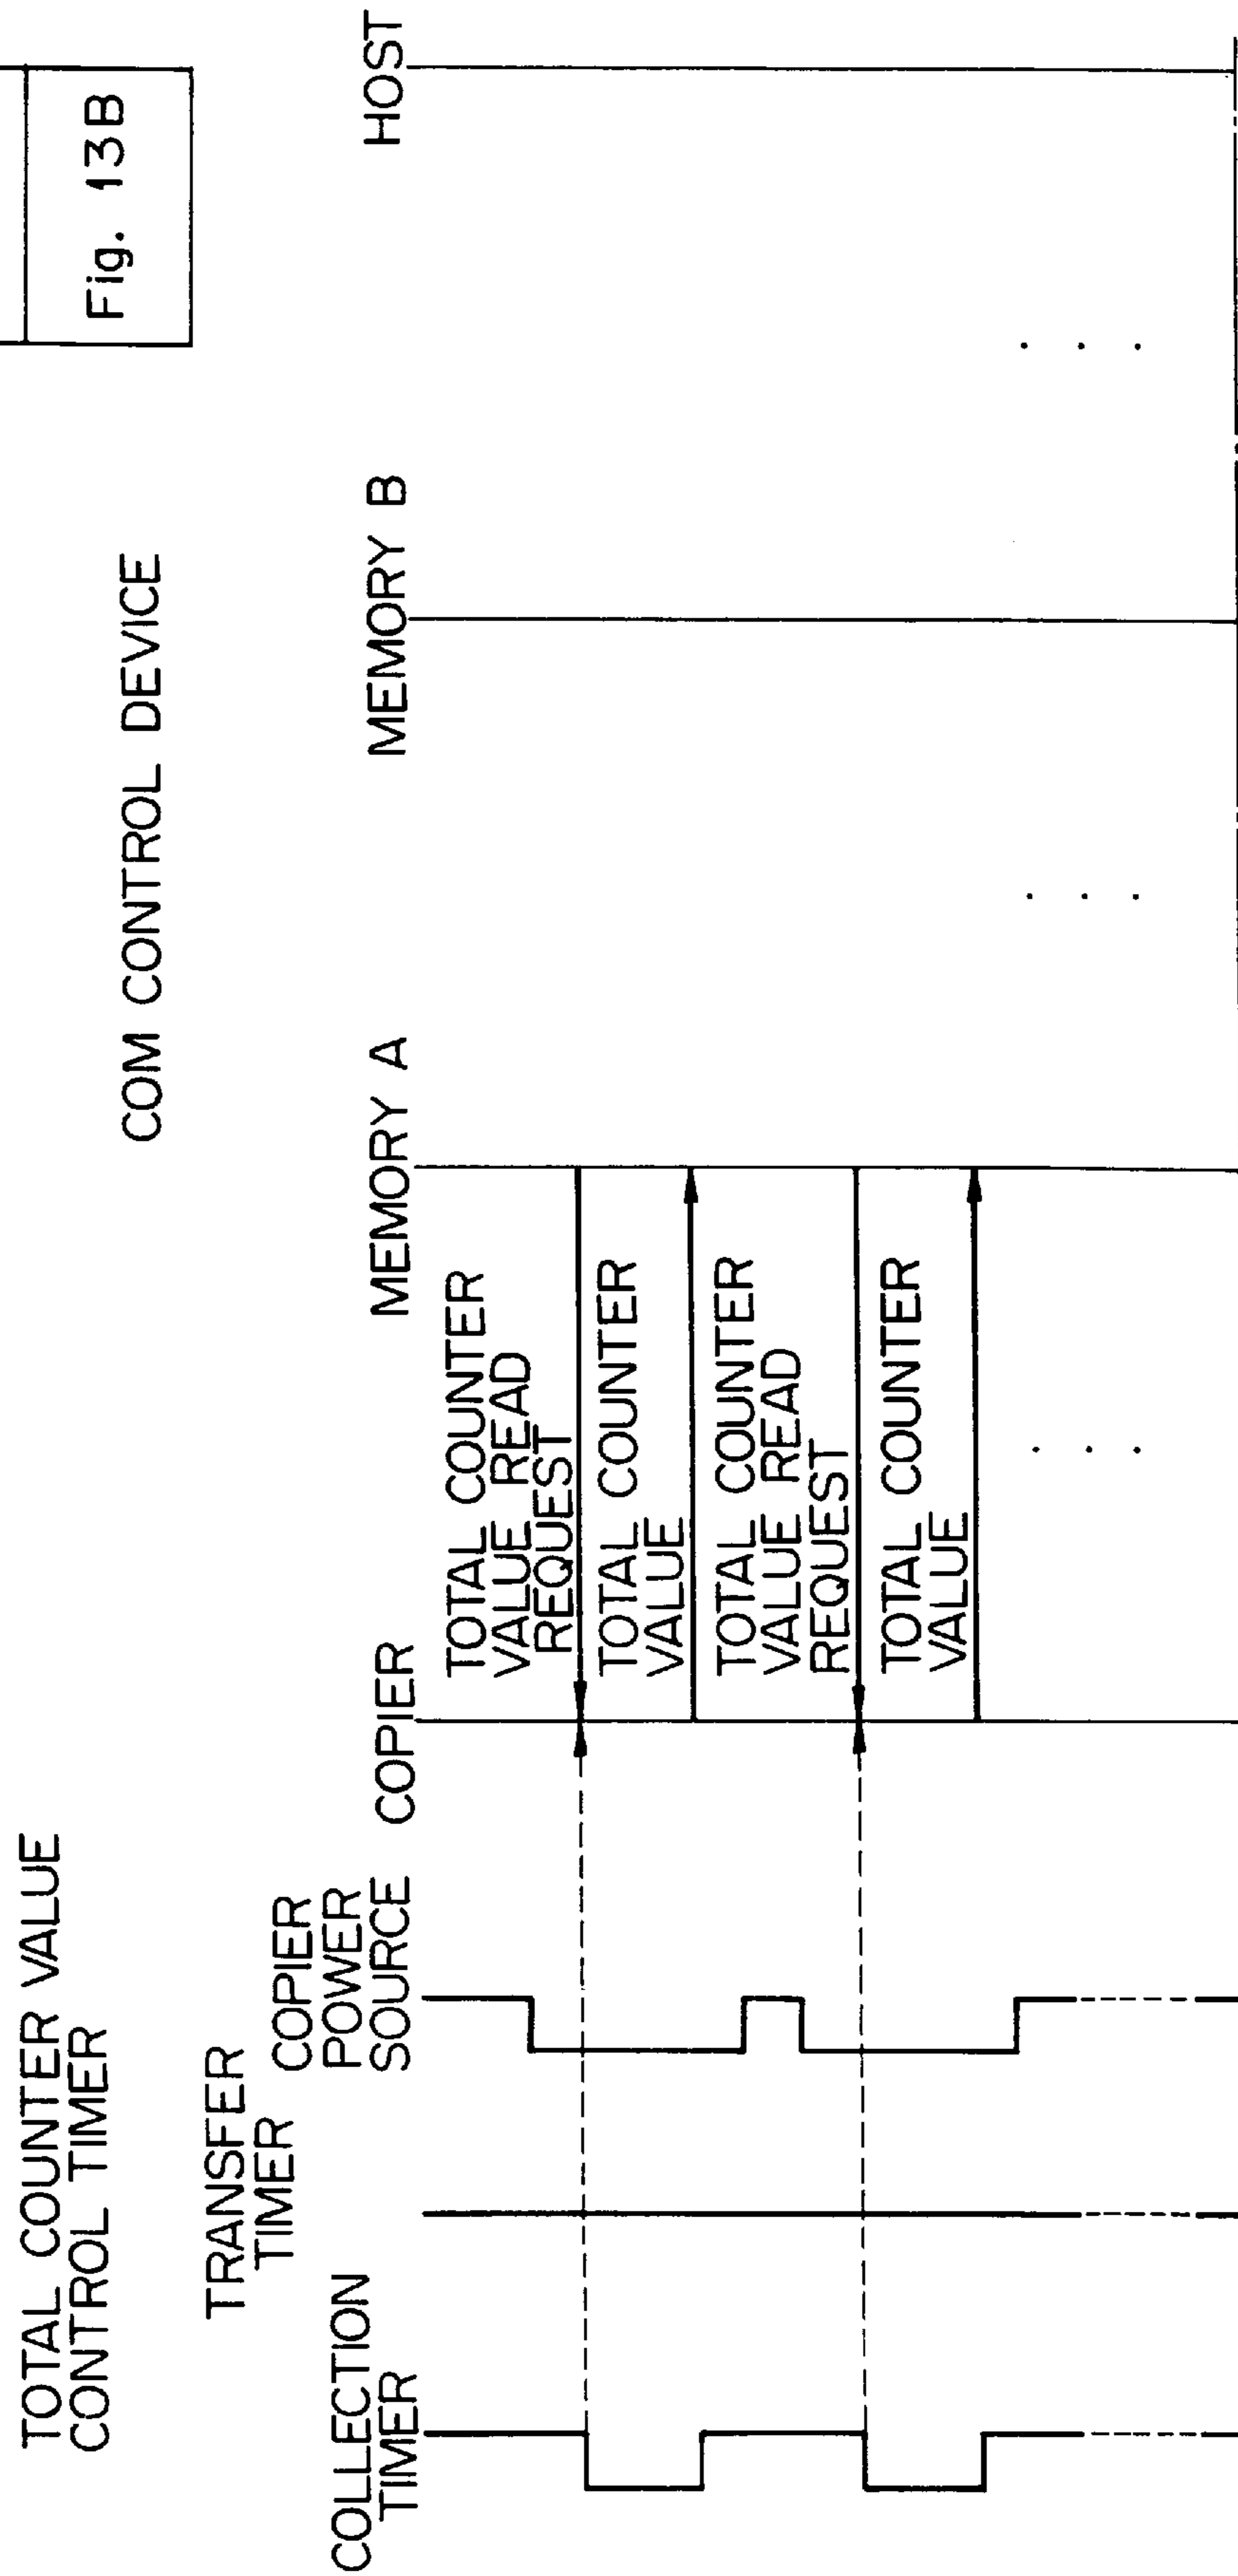 Fig. 13B
TOTAL COUNTER VALUE
CONTROL TIMER
COM CONTROL DEVICE
TRANSFER
TIMER
COLLECTION
TIMER
COPIER
POWER
SOURCE
COPIER
MEMORY A
MEMORY B
HOST
TOTAL COUNTER
VALUE READ
REQUEST
TOTAL COUNTER
VALUE
TOTAL COUNTER
VALUE READ
REQUEST
TOTAL COUNTER
VALUE